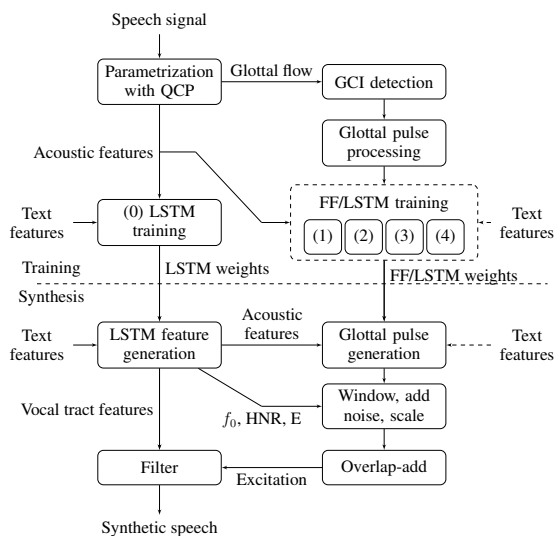 Speech signal
Parametrization
with QCP
Glottal flow
GCI detection
Glottal pulse
processing
Acoustic features
FF/LSTM training
(1) (2) (3) (4)
Text
features
(0) LSTM
training
Text
features
Training
LSTM weights
FF/LSTM weights
Synthesis
Text
features
LSTM feature
generation
Acoustic
features
Glottal pulse
generation
Text
features
Vocal tract features
f₀, HNR, E
Window, add
noise, scale
Filter
Excitation
Overlap-add
Synthetic speech